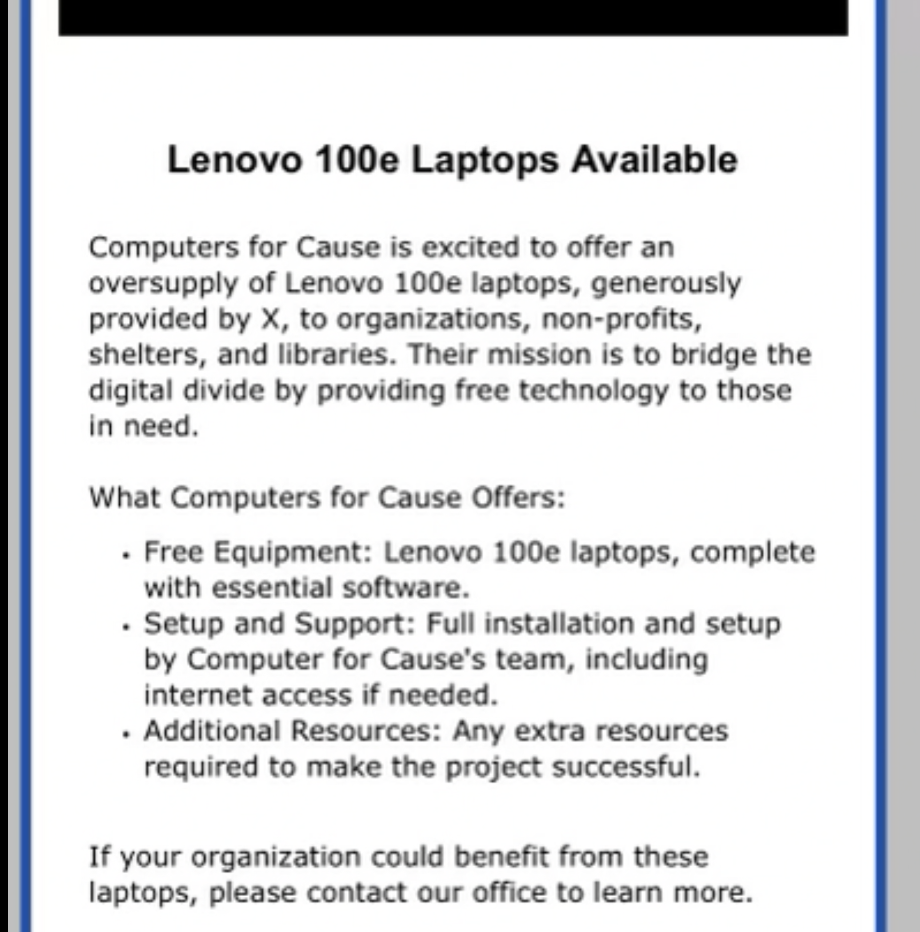 Lenovo 100e Laptops Available
Computers for Cause is excited to offer an
oversupply of Lenovo 100e laptops, generously
provided by X, to organizations, non-profits,
shelters, and libraries. Their mission is to bridge the
digital divide by providing free technology to those
in need.
What Computers for Cause Offers:
• Free Equipment: Lenovo 100e laptops, complete
with essential software.
• Setup and Support: Full installation and setup
by Computer for Cause's team, including
internet access if needed.
• Additional Resources: Any extra resources
required to make the project successful.
If your organization could benefit from these
laptops, please contact our office to learn more.